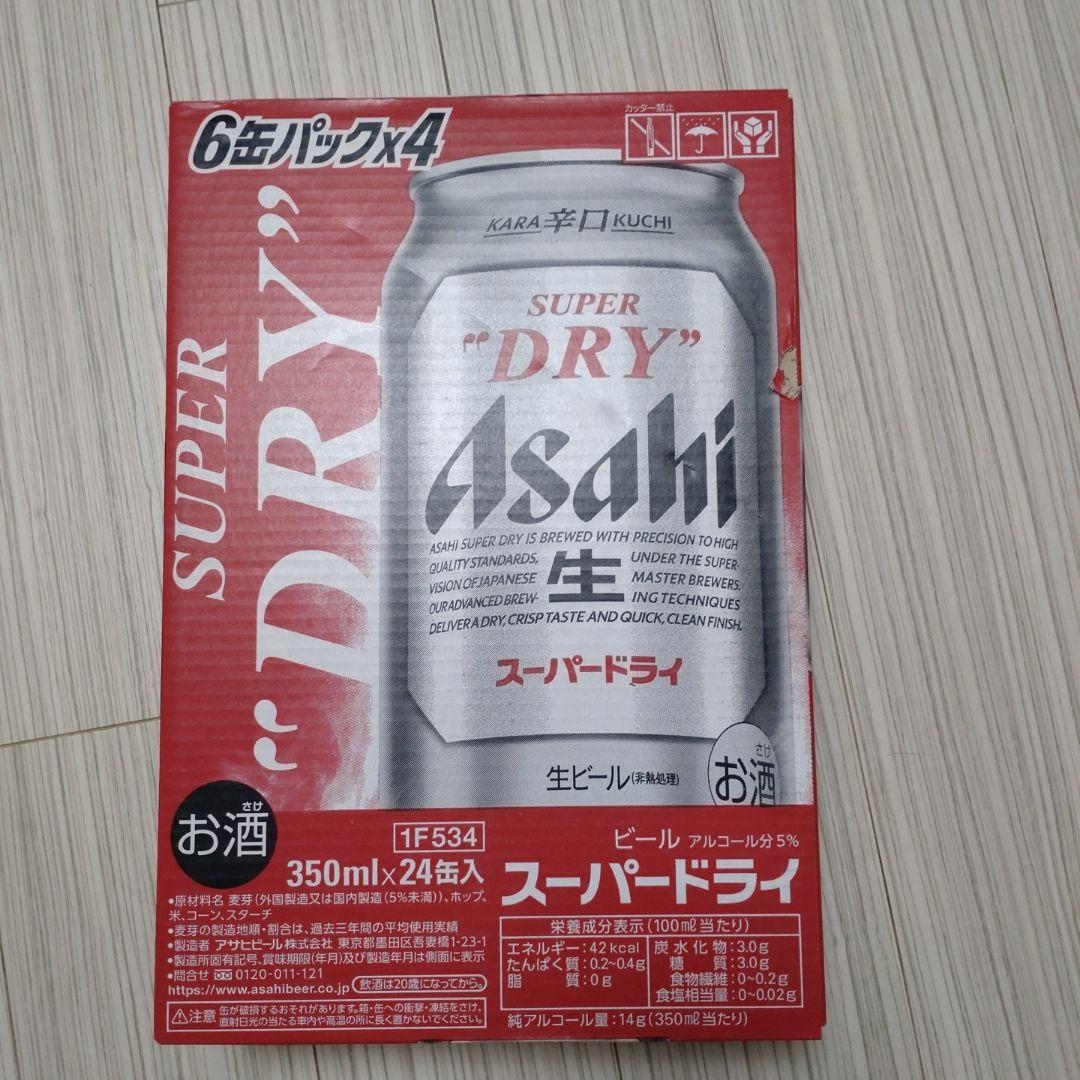 6缶パックx4
カッター禁止
SUPER
"DRY"
KARA 辛口 KUCHI
SUPER
"DRY"
Asahi
ASAHI SUPER DRY IS BREWED WITH PRECISION TO HIGH
QUALITY STANDARDS, UNDER THE SUPER-
VISION OF JAPANESE MASTER BREWERS.
OUR ADVANCED BREW- ING TECHNIQUES
生
DELIVER A DRY, CRISP TASTE AND QUICK, CLEAN FINISH.
スーパードライ
生ビール(非熱処理)
さけ
お酒
さけ
お酒
1F534
350ml×24缶入
ビール アルコール分5%
スーパードライ
●原材料名 麦芽(外国製造又は国内製造(5%未満))、ホップ、
米、コーン、スターチ
●麦芽の製造地順・割合は、過去三年間の平均使用実績
●製造者 アサヒビール株式会社 東京都墨田区吾妻橋1-23-1
●製造所固有記号、賞味期限(年月)及び製造年月は側面に表示
●問合せ 0120-011-121
https://www.asahibeer.co.jp 飲酒は20歳になってから。
⚠注意 缶が破損するおそれがあります。箱・缶への衝撃・凍結をさけ、
直射日光の当たる車内や高温の所に長く置かないでください。
栄養成分表示(100㎖当たり)
エネルギー:42kcal
たんぱく質:0.2~0.4g
脂質:0g
炭水化物:3.0g
糖質:3.0g
食物繊維:0~0.2g
食塩相当量:0~0.02g
純アルコール量:14g(350㎖当たり)